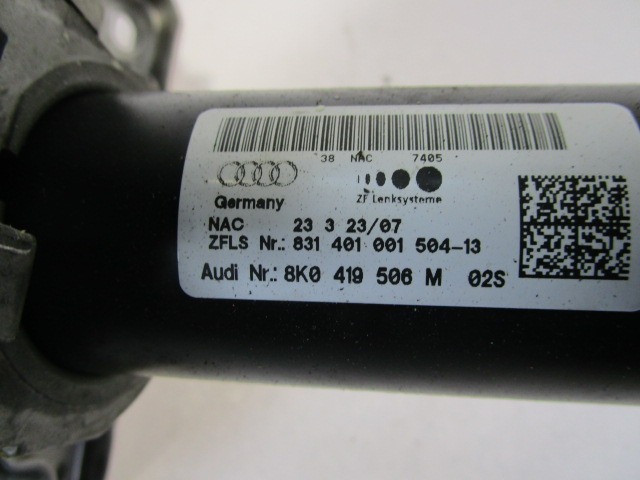 38 NAC 7405
Germany ZF Lenksysteme
NAC 23 3 23/07
ZFLS Nr.: 831 401 001 504-13
Audi Nr.: 8K0 419 506 M 02S